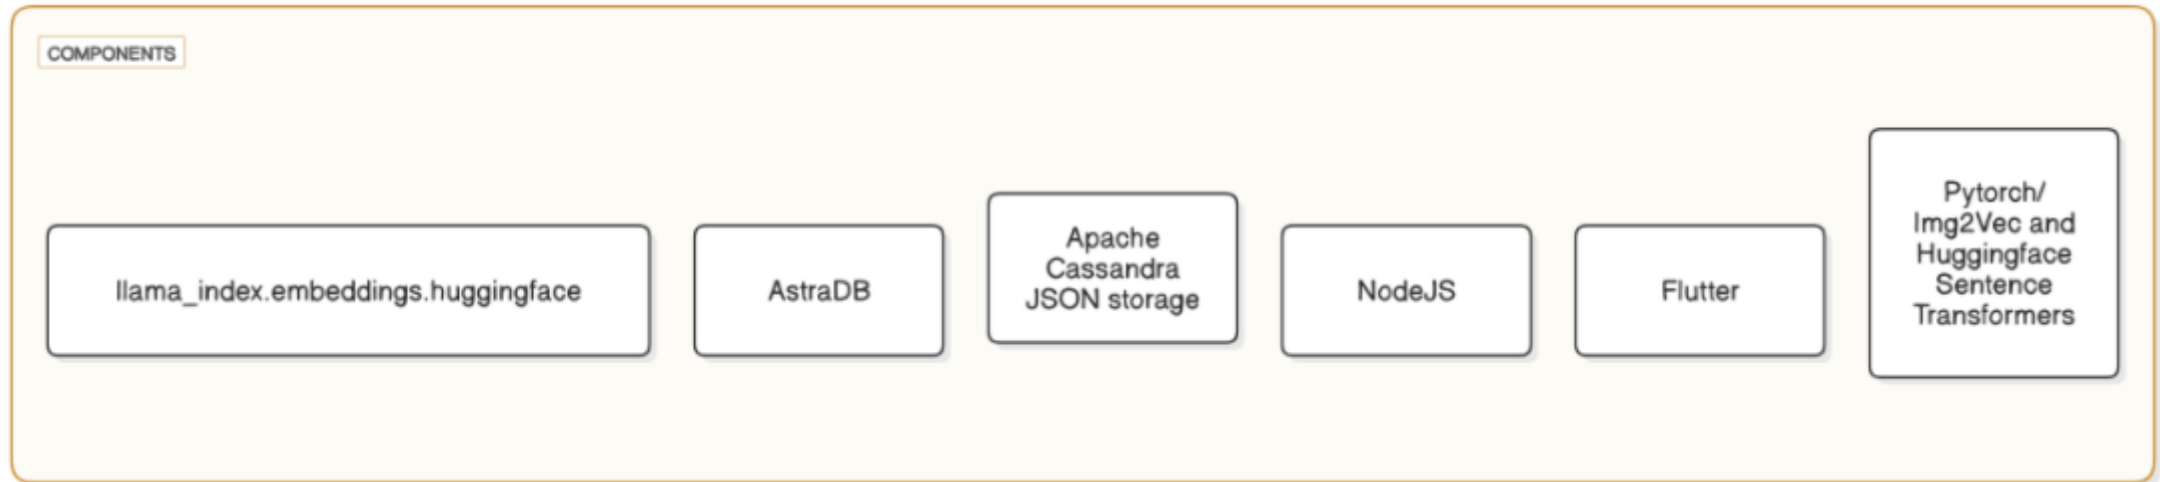 COMPONENTS
llama_index.embeddings.huggingface
AstraDB
Apache
Cassandra
JSON storage
NodeJS
Flutter
Pytorch/
Img2Vec and
Huggingface
Sentence
Transformers